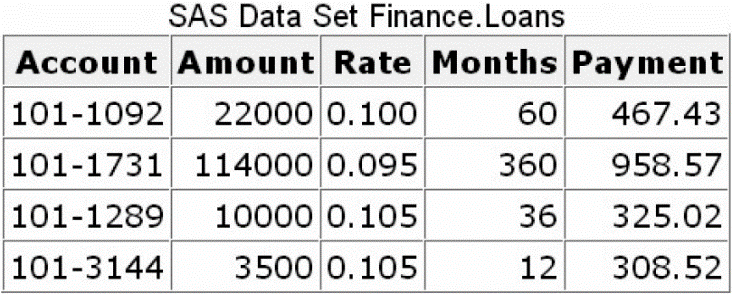 SAS Data Set Finance.Loans
Account Amount Rate Months Payment
101-1092 22000 0.100 60 467.43
101-1731 114000 0.095 360 958.57
101-1289 10000 0.105 36 325.02
101-3144 3500 0.105 12 308.52